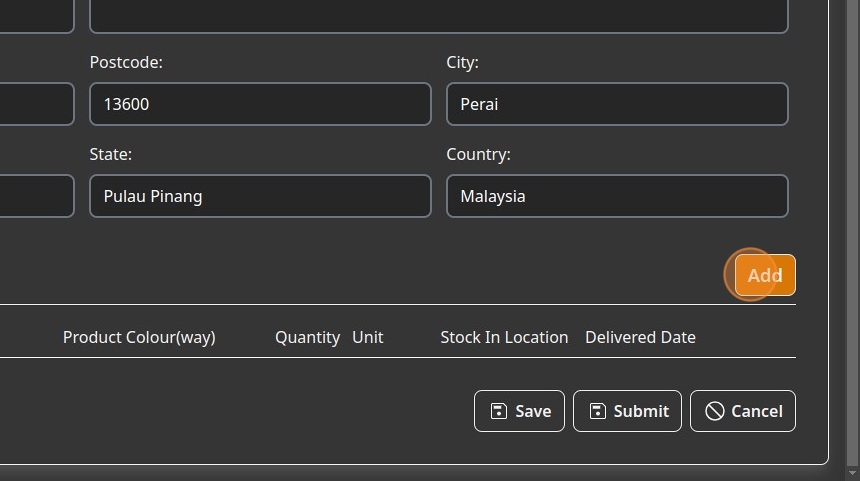 Postcode: City:
13600 Perai
State: Country:
Pulau Pinang Malaysia
Add
Product Colour(way) Quantity Unit Stock In Location Delivered Date
Save Submit Cancel